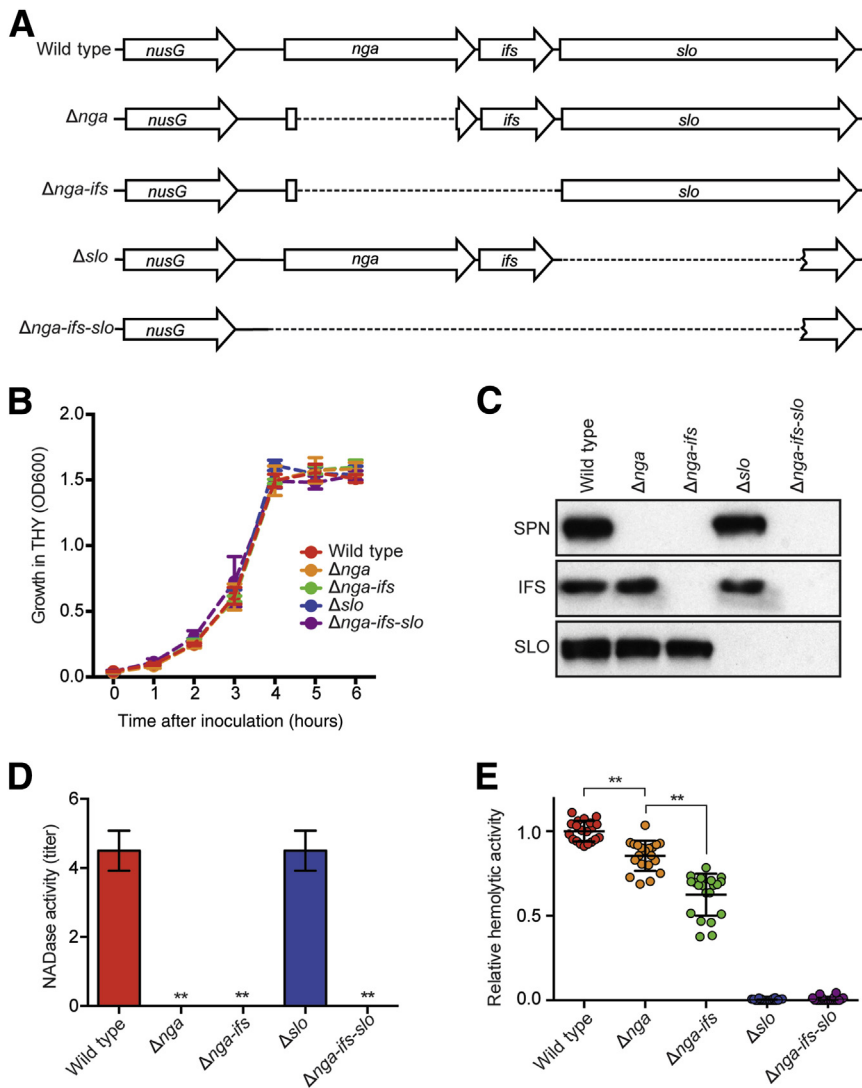 A
Wild type nusG nga ifs slo
Δnga nusG ifs slo
Δnga-ifs nusG slo
Δslo nusG nga ifs
Δnga-ifs-slo nusG
B
Growth in THY (OD600)
2.0
1.5
1.0
0.5
0.0
0 1 2 3 4 5 6
Time after inoculation (hours)
Wild type
Δnga
Δnga-ifs
Δslo
Δnga-ifs-slo
C
Wild type Δnga Δnga-ifs Δslo Δnga-ifs-slo
SPN
IFS
SLO
D
NADase activity (titer)
6
4
2
0
** ** **
Wild type Δnga Δnga-ifs Δslo Δnga-ifs-slo
E
Relative hemolytic activity
** **
1.0
0.5
0.0
Wild type Δnga Δnga-ifs Δslo Δnga-ifs-slo